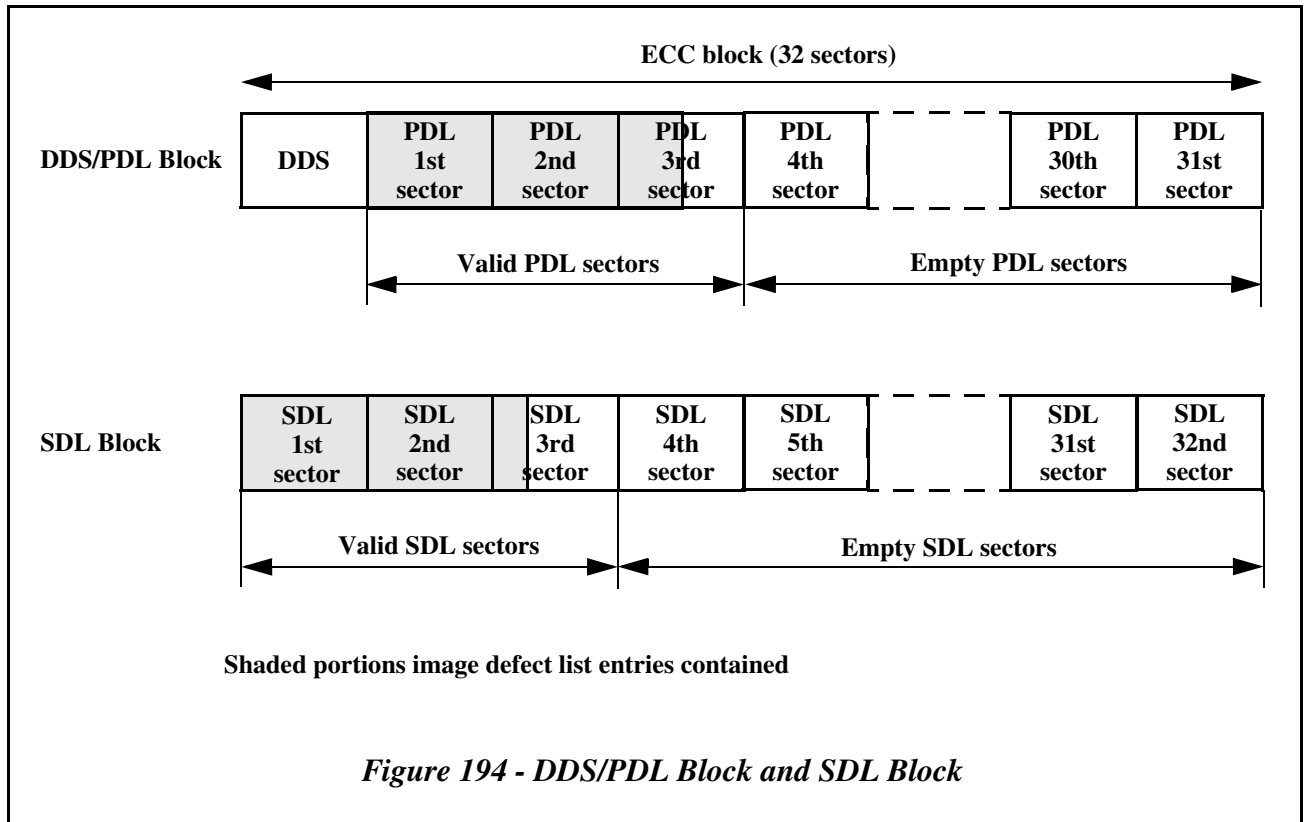 ECC block (32 sectors)
DDS/PDL Block
DDS
PDL
1st
sector
PDL
2nd
sector
PDL
3rd
sector
PDL
4th
sector
PDL
30th
sector
PDL
31st
sector
Valid PDL sectors
Empty PDL sectors
SDL Block
SDL
1st
sector
SDL
2nd
sector
SDL
3rd
sector
SDL
4th
sector
SDL
5th
sector
SDL
31st
sector
SDL
32nd
sector
Valid SDL sectors
Empty SDL sectors
Shaded portions image defect list entries contained
Figure 194 - DDS/PDL Block and SDL Block